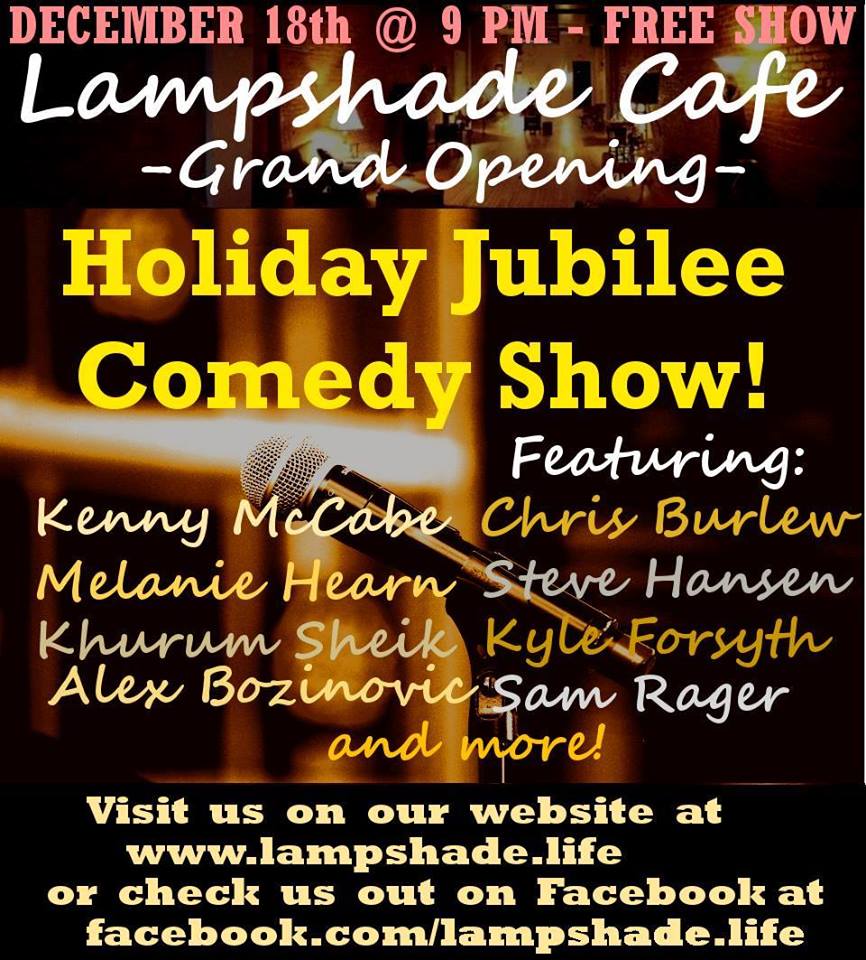 DECEMBER 18th @ 9 PM - FREE SHOW
Lampshade Cafe
-Grand Opening-
Holiday Jubilee
Comedy Show!
Featuring:
Kenny McCabe Chris Burlew
Melanie Hearn Steve Hansen
Khurum Sheik Kyle Forsyth
Alex Bozinovic Sam Rager
and more!
Visit us on our website at
www.lampshade.life
or check us out on Facebook at
facebook.com/lampshade.life